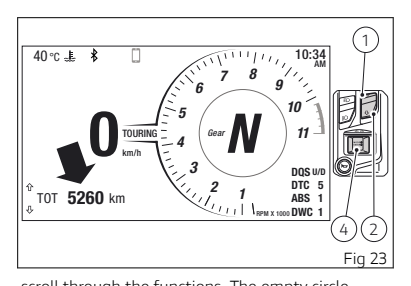 40 °C
10:34
AM
1
2
3
4
5
6
7
8
9
10
11
TOURING
0
km/h
Gear
N
DQS U/D
DTC 5
ABS 1
DWC 1
RPM X 1000
TOT 5260 km
1
4
2
Fig 23
scroll through the functions. The empty circle